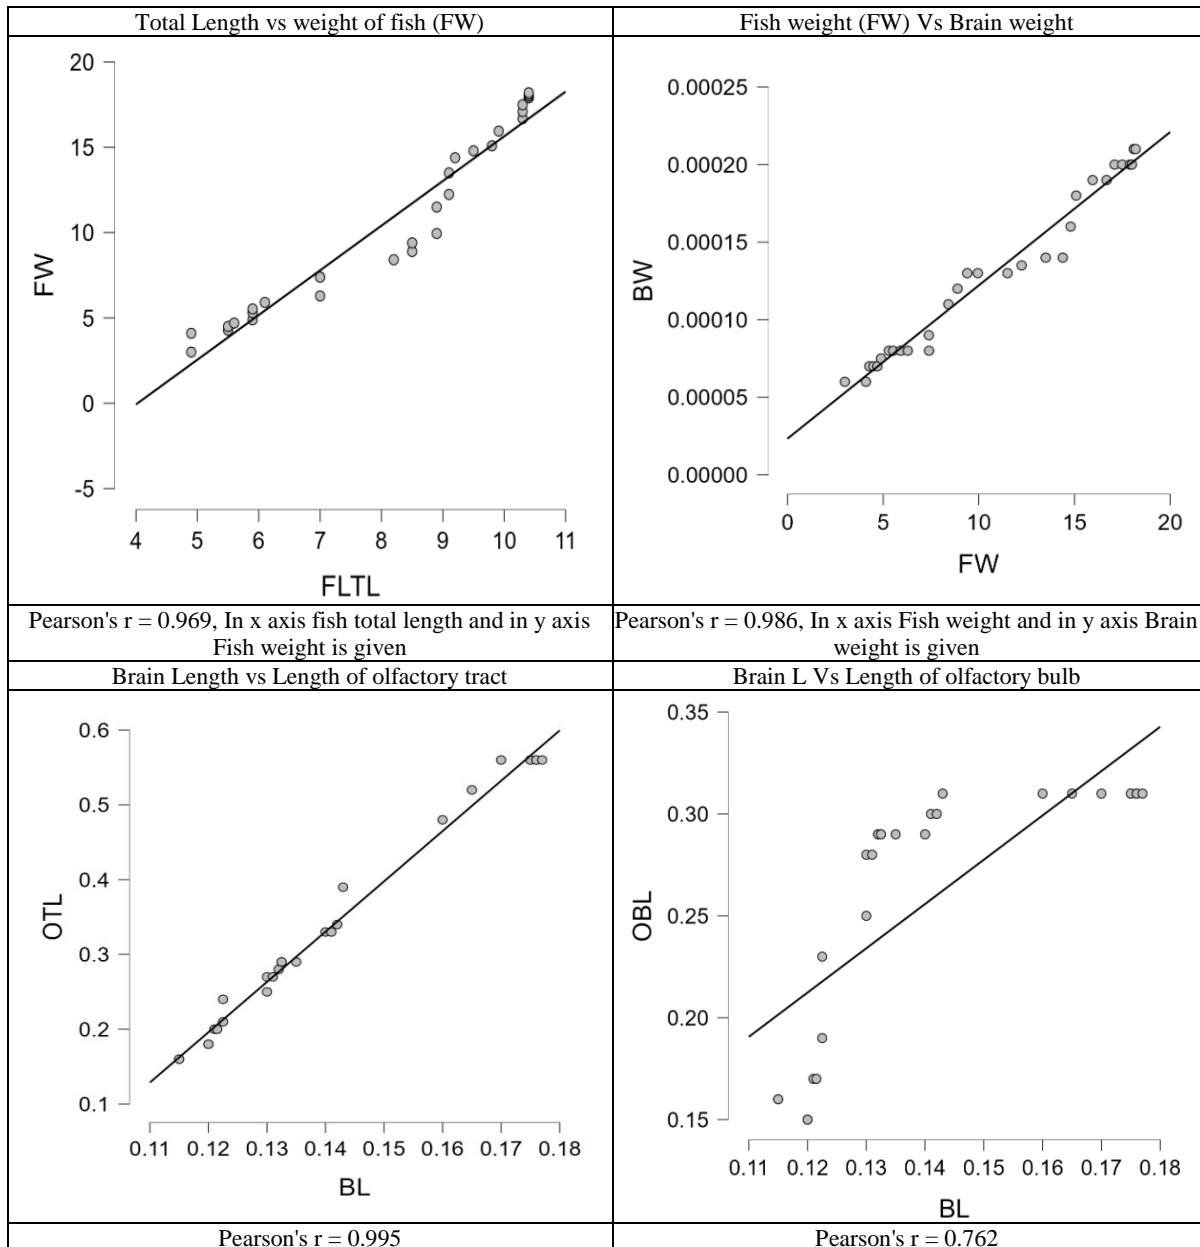 Total Length vs weight of fish (FW)
Fish weight (FW) Vs Brain weight
20
15
10
5
0
-5
FW
4 5 6 7 8 9 10 11
FLTL
0.00025
0.00020
0.00015
0.00010
0.00005
0.00000
BW
0 5 10 15 20
FW
Pearson's r = 0.969, In x axis fish total length and in y axis
Fish weight is given
Pearson's r = 0.986, In x axis Fish weight and in y axis Brain
weight is given
Brain Length vs Length of olfactory tract
Brain L Vs Length of olfactory bulb
0.6
0.5
0.4
0.3
0.2
0.1
OTL
0.11 0.12 0.13 0.14 0.15 0.16 0.17 0.18
BL
0.35
0.30
0.25
0.20
0.15
OBL
0.11 0.12 0.13 0.14 0.15 0.16 0.17 0.18
BL
Pearson's r = 0.995
Pearson's r = 0.762